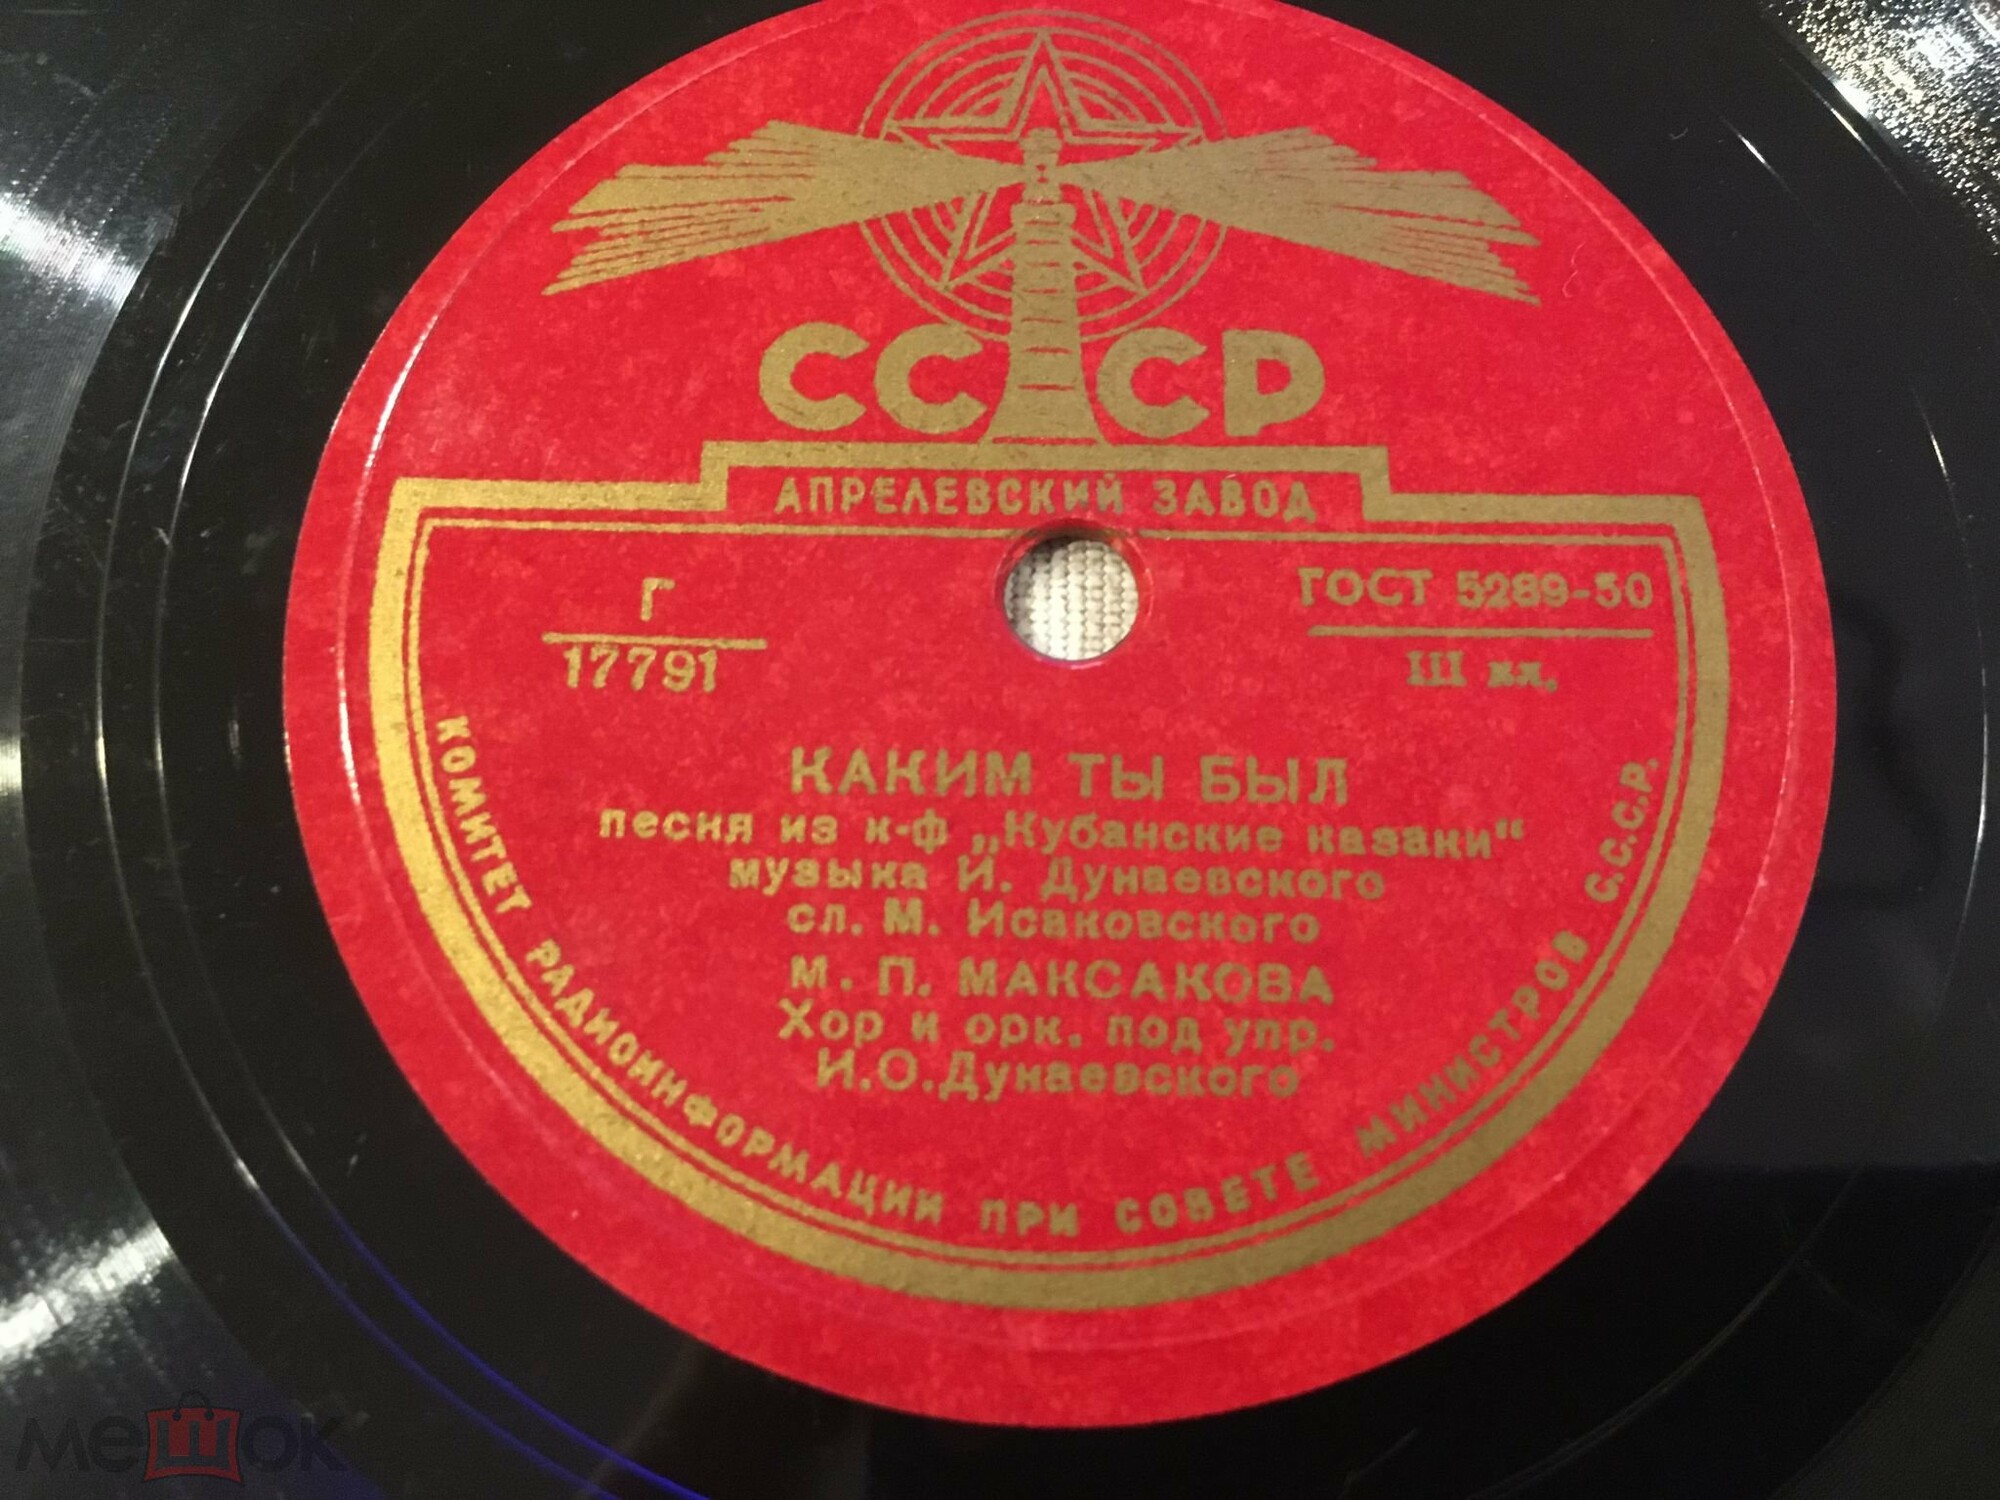 СССР
АПРЕЛЕВСКИЙ ЗАВОД
Г
17791
ГОСТ 5289-50
III кл.
КАКИМ ТЫ БЫЛ
песня из к-ф „Кубанские казаки“
музыка И. Дунаевского
сл. М. Исаковского
М. П. МАКСАКОВА
Хор и орк. под упр.
И.О.Дунаевского
КОМИТЕТ РАДИОИНФОРМАЦИИ ПРИ СОВЕТЕ МИНИСТРОВ С.С.С.Р.
мешок